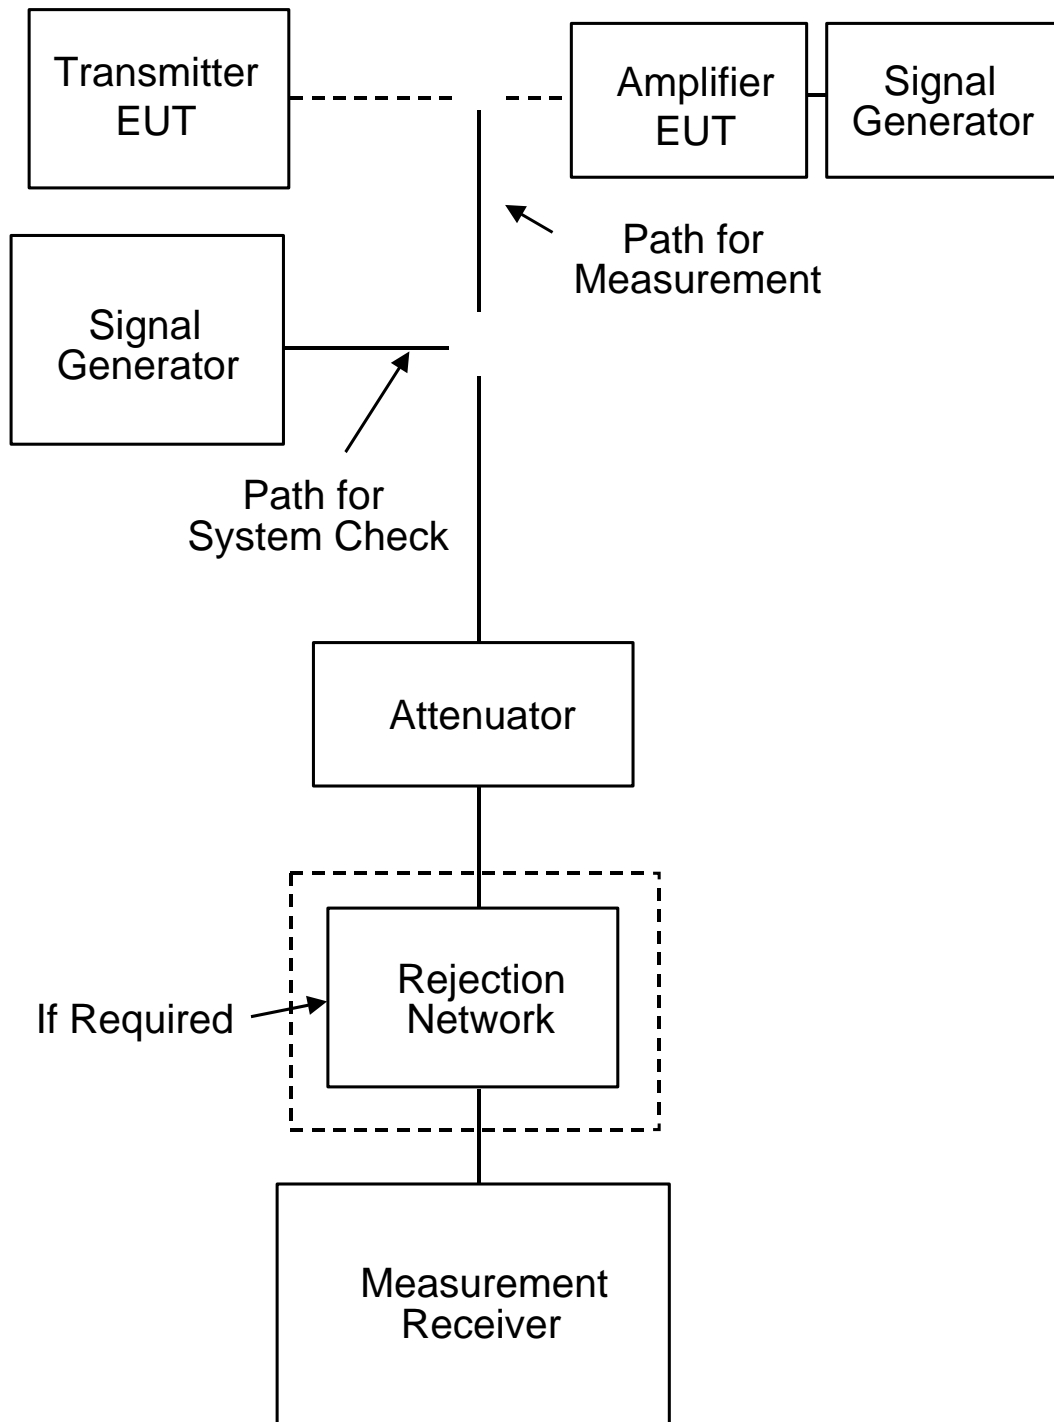 Transmitter
EUT
Amplifier
EUT
Signal
Generator
Path for
Measurement
Signal
Generator
Path for
System Check
Attenuator
Rejection
Network
If Required
Measurement
Receiver